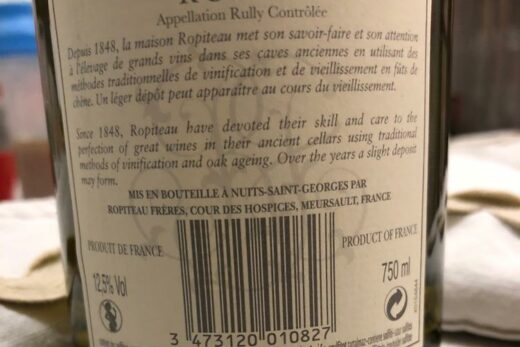 Appellation Rully Contrôlée
Depuis 1848, la maison Ropiteau met son savoir-faire et son attention
à l'élevage de grands vins dans ses caves anciennes en utilisant des
méthodes traditionnelles de vinification et de vieillissement en fûts de
chêne. Un léger dépôt peut apparaître au cours du vieillissement.
Since 1848, Ropiteau have devoted their skill and care to the
perfection of great wines in their ancient cellars using traditional
methods of vinification and oak ageing. Over the years a slight deposit
may form.
MIS EN BOUTEILLE À NUITS-SAINT-GEORGES PAR
ROPITEAU FRÈRES, COUR DES HOSPICES, MEURSAULT, FRANCE
PRODUIT DE FRANCE
PRODUCT OF FRANCE
12,5% Vol
750 ml
3 473120 010827